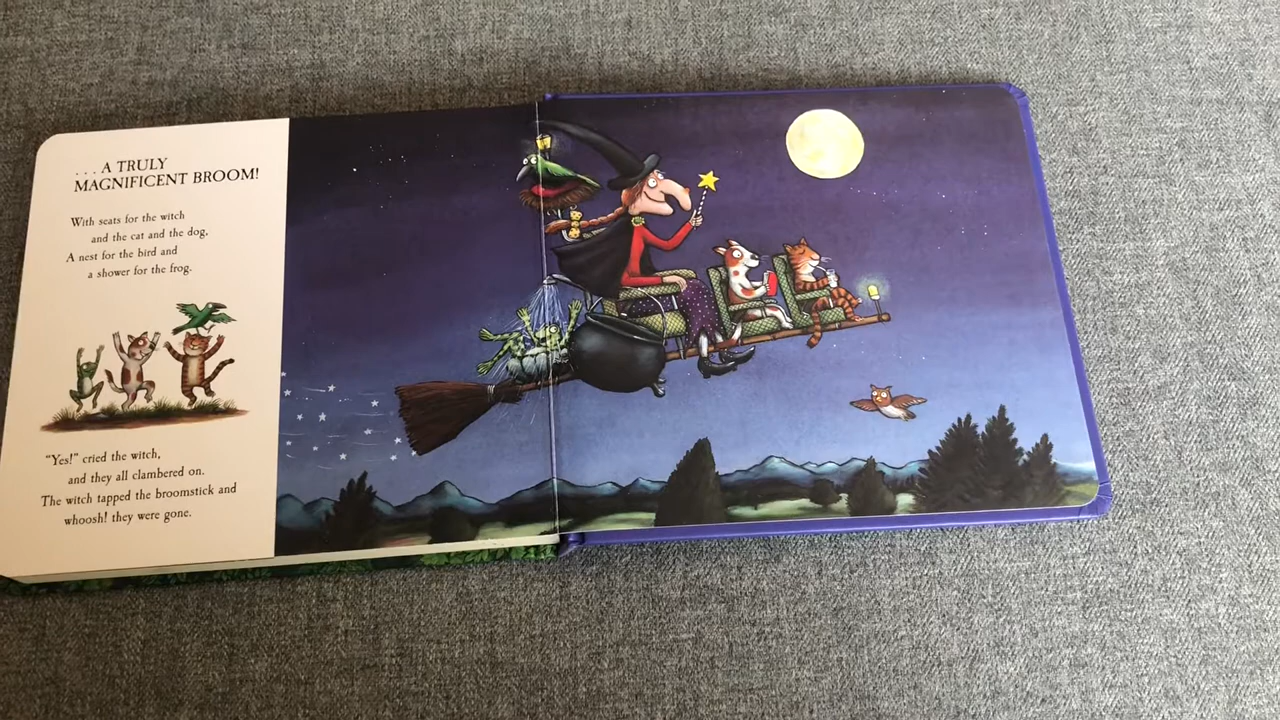 ...A TRULY
MAGNIFICENT BROOM!
With seats for the witch
and the cat and the dog,
A nest for the bird and
a shower for the frog.
"Yes!" cried the witch,
and they all clambered on.
The witch tapped the broomstick and
whoosh! they were gone.